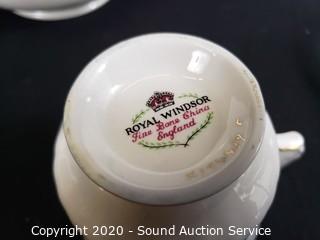 ROYAL WINDSOR
Fine Bone China
England
Copyright 2020 - Sound Auction Service